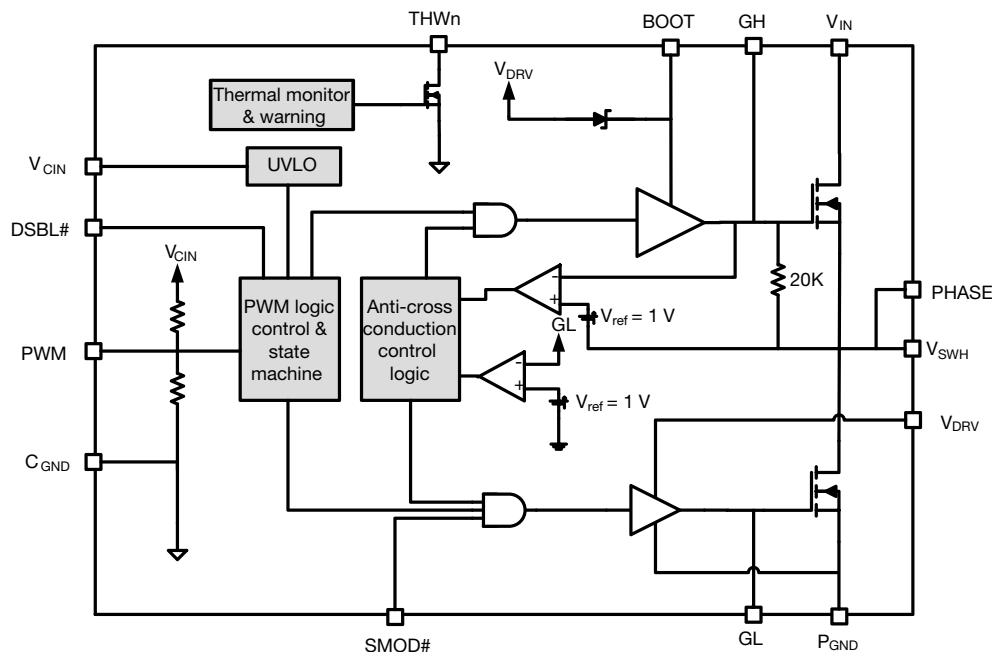 THWn
BOOT
GH
VIN
VDRV
Thermal monitor
& warning
VCIN
UVLO
DSBL#
VCIN
20K
PHASE
PWM logic
control &
state
machine
Anti-cross
conduction
control
logic
-
+
Vref = 1 V
GL
PWM
VSWH
-
+
Vref = 1 V
VDRV
CGND
SMOD#
GL
PGND